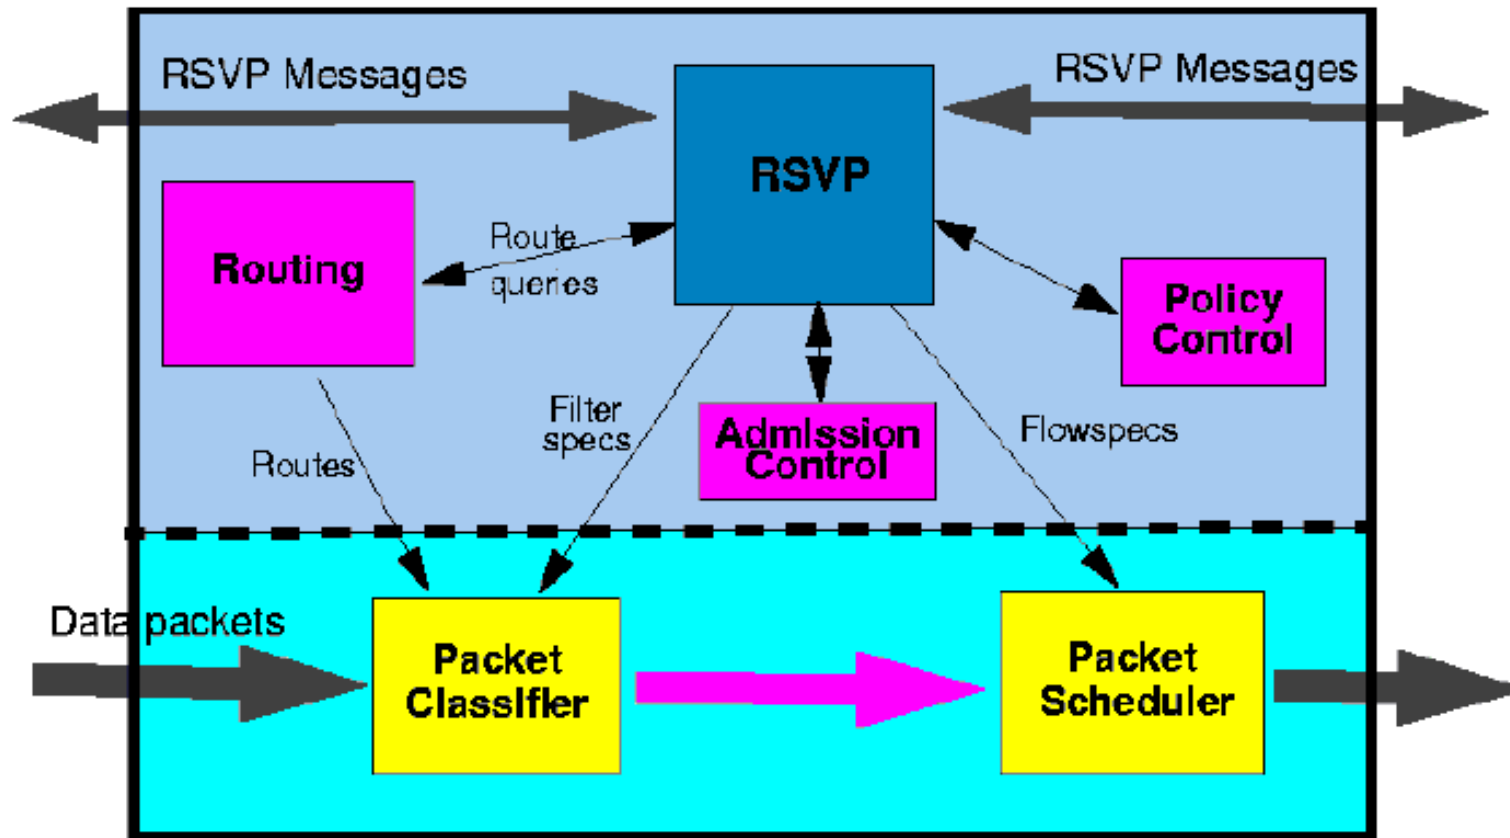 RSVP Messages
RSVP Messages
RSVP
Routing
Route
queries
Policy
Control
Filter
specs
Admission
Control
Flowspecs
Routes
Data packets
Packet
Classifier
Packet
Scheduler